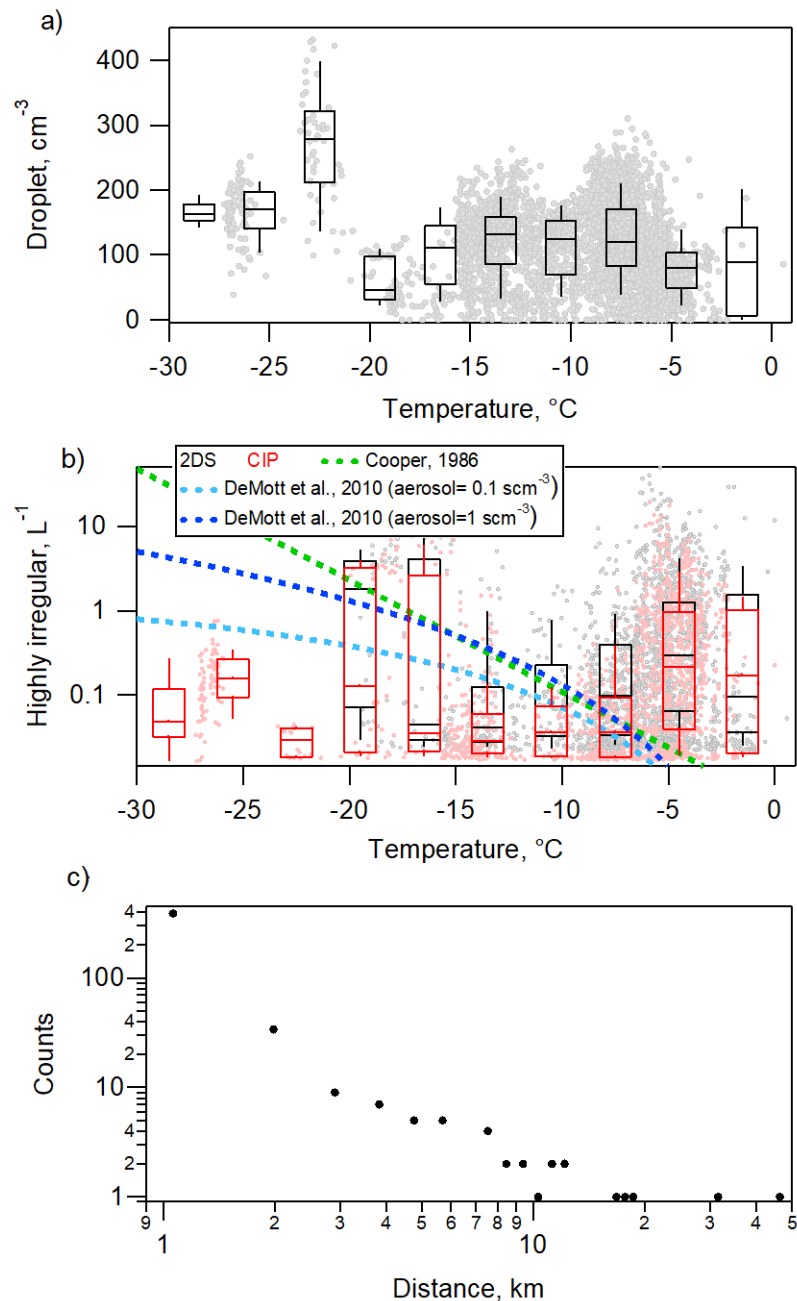 a)
Droplet, cm-3
400
300
200
100
0
-30 -25 -20 -15 -10 -5 0
Temperature, °C
b)
2DS CIP Cooper, 1986
DeMott et al., 2010 (aerosol= 0.1 scm-3)
DeMott et al., 2010 (aerosol=1 scm-3)
Highly irregular, L-1
10
1
0.1
-30 -25 -20 -15 -10 -5 0
Temperature, °C
c)
Counts
4
2
100
4
2
10
4
2
1
9 1 2 3 4 5 6 7 8 9 10 2 3 4 5
Distance, km